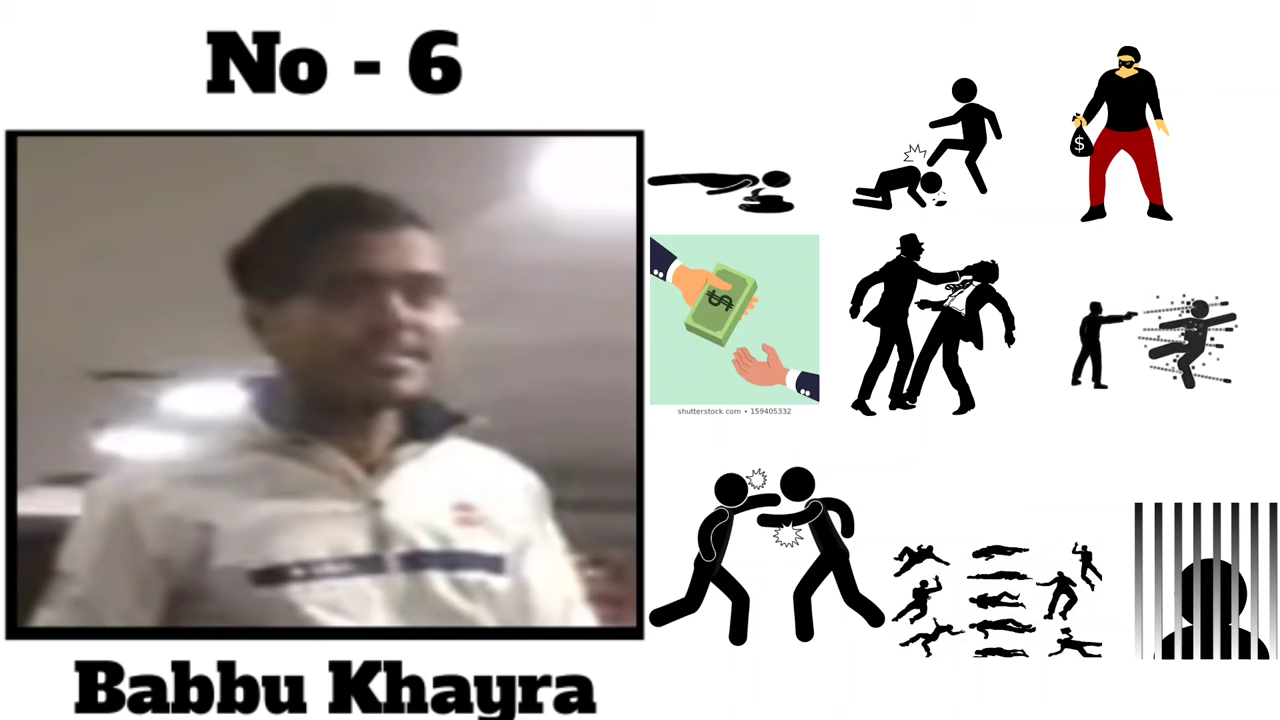 No - 6
$
$
shutterstock.com • 159405332
Babbu Khayra